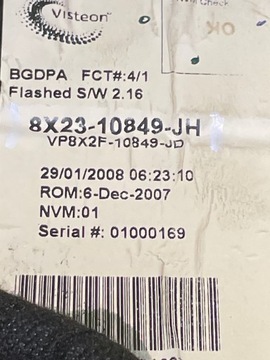 Visteon
Check
OK
BGDPA FCT#:4/1
Flashed S/W 2.16
8X23-10849-JH
VP8X2F-10849-JD
29/01/2008 06:23:10
ROM:6-Dec-2007
NVM:01
Serial #: 01000169